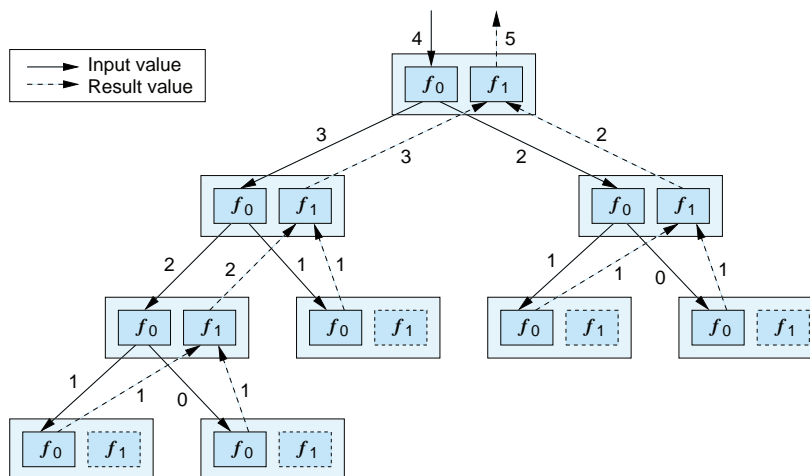 4 5
Input value
Result value
f0 f1
3 3 2 2
f0 f1 f0 f1
2 2 1 1 1 1 0 1
f0 f1 f0 f1 f0 f1 f0 f1
1 1 0 1
f0 f1 f0 f1